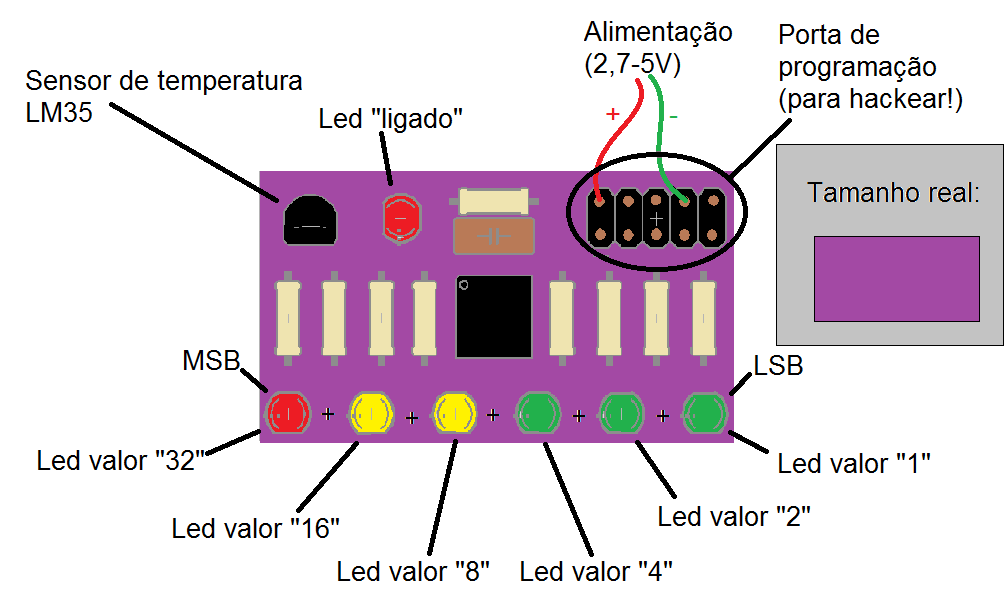 Alimentação
(2,7-5V)
Porta de
programação
(para hackear!)
Sensor de temperatura
LM35
Led "ligado"
+
-
Tamanho real:
MSB
LSB
+
+
+
+
+
Led valor "32"
Led valor "16"
Led valor "8"
Led valor "4"
Led valor "2"
Led valor "1"